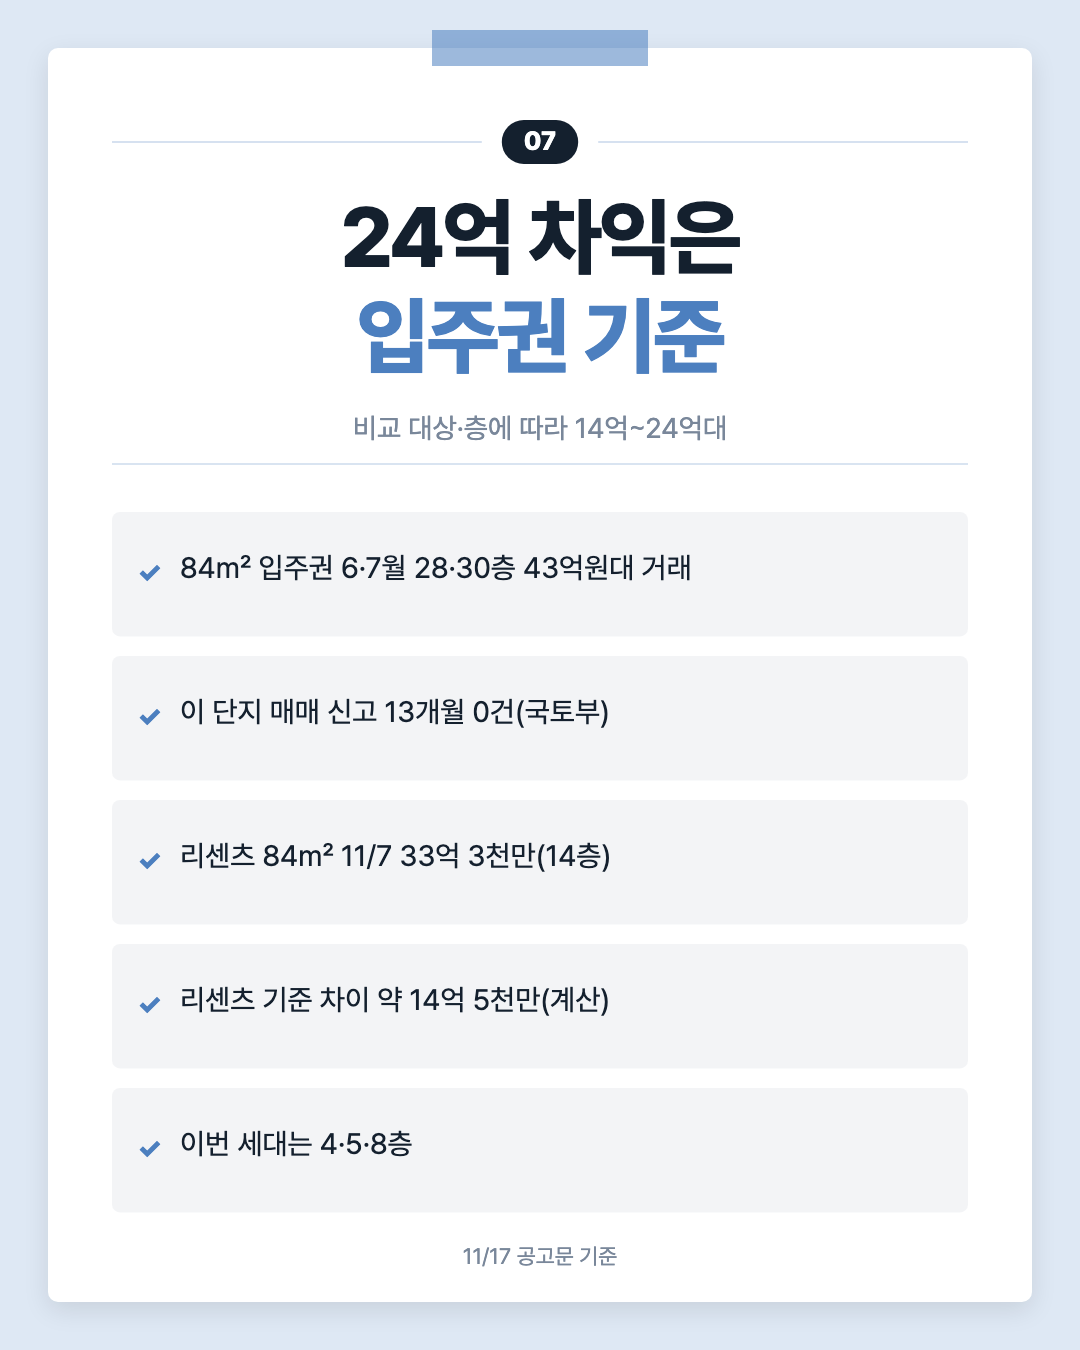 07
24억 차익은
입주권 기준
비교 대상·층에 따라 14억~24억대
84m² 입주권 6·7월 28·30층 43억원대 거래
이 단지 매매 신고 13개월 0건(국토부)
리센츠 84m² 11/7 33억 3천만(14층)
리센츠 기준 차이 약 14억 5천만(계산)
이번 세대는 4·5·8층
11/17 공고문 기준